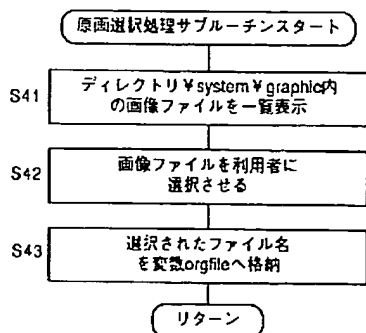 原画選択処理サブルーチンスタート
S41
ディレクトリ¥system¥graphic内
の画像ファイルを一覧表示
S42
画像ファイルを利用者に
選択させる
S43
選択されたファイル名
を変数orgfileへ格納
リターン